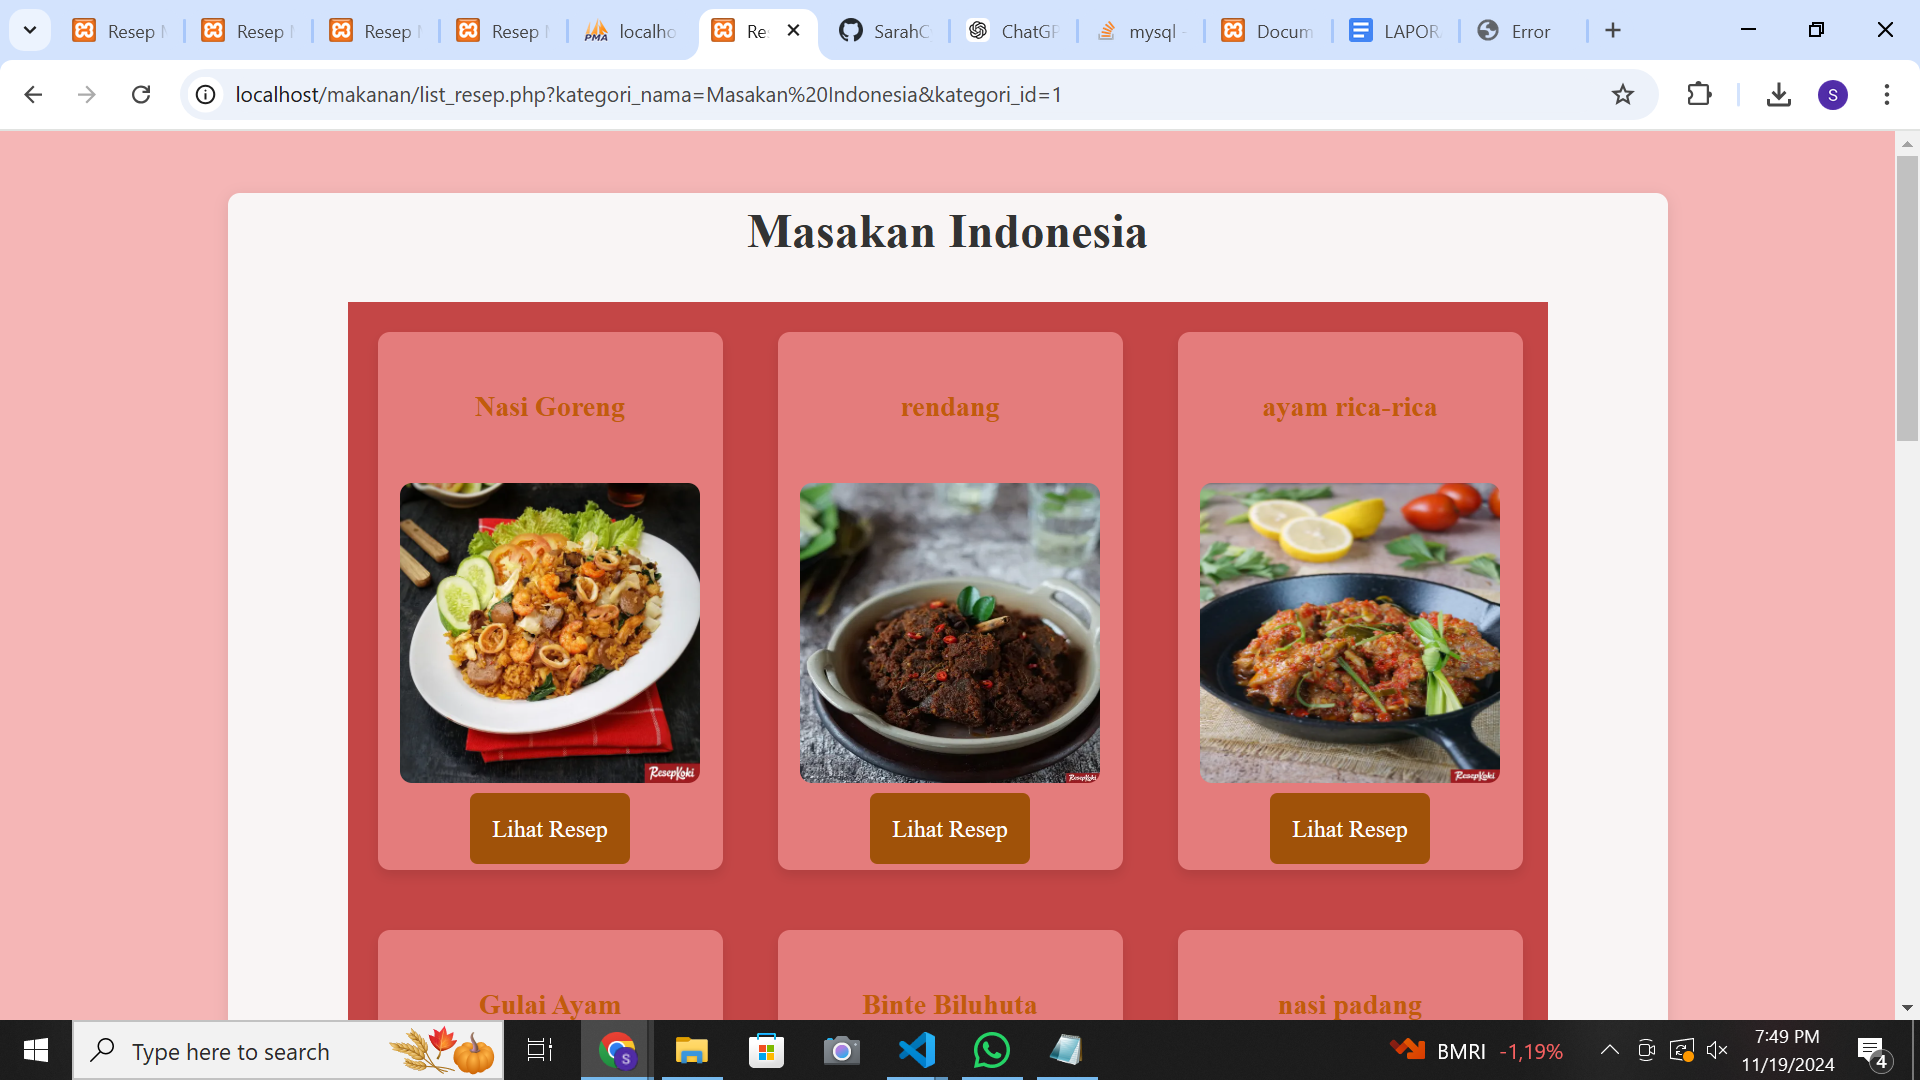 Resep
Resep
Resep
Resep
localho
PMA
Re
SarahC
ChatGP
mysql -
Docum
LAPOR
Error
localhost/makanan/list_resep.php?kategori_nama=Masakan%20Indonesia&kategori_id=1
S
Masakan Indonesia
Nasi Goreng
rendang
ayam rica-rica
ResepKoki
ResepKoki
ResepKoki
Lihat Resep
Lihat Resep
Lihat Resep
Gulai Ayam
Binte Biluhuta
nasi padang
Type here to search
S
BMRI -1,19%
7:49 PM
11/19/2024
4